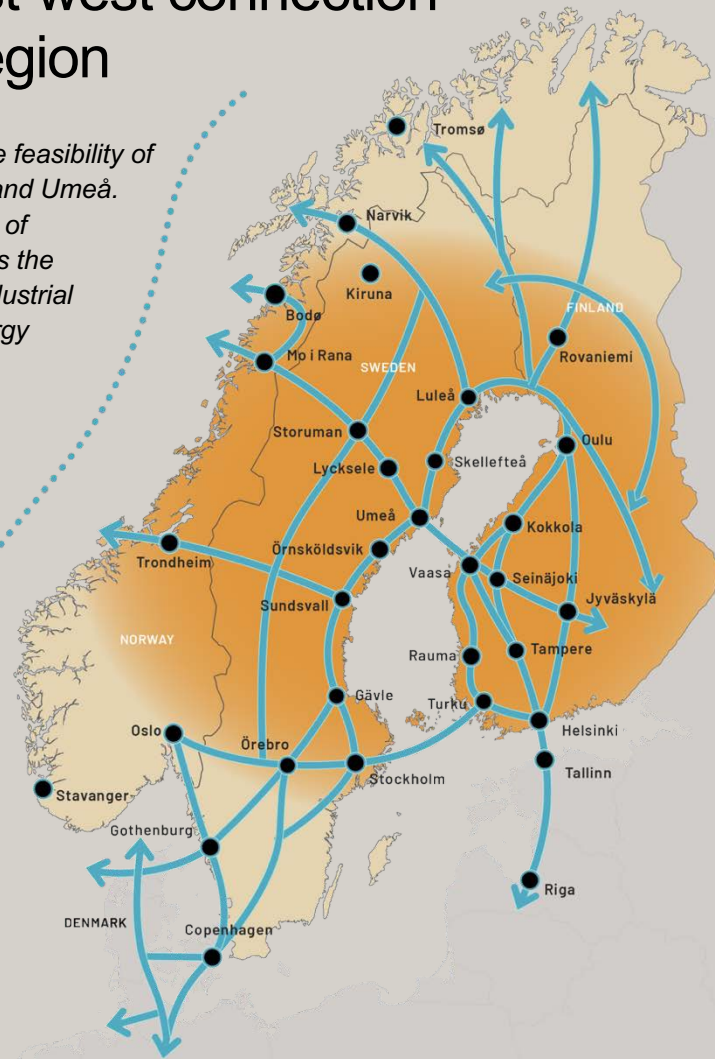 st-west connection
egion
e feasibility of
and Umeå.
of
s the
dustrial
rgy
Tromsø
Narvik
Kiruna
Bodø
FINLAND
Mo i Rana
Rovaniemi
SWEDEN
Luleå
Storuman
Oulu
Lycksele
Skellefteå
Umeå
Kokkola
Örnsköldsvik
Trondheim
Vaasa
Seinäjoki
Sundsvall
Jyväskylä
NORWAY
Rauma
Tampere
Gävle
Turku
Oslo
Helsinki
Örebro
Stockholm
Tallinn
Stavanger
Gothenburg
Riga
DENMARK
Copenhagen